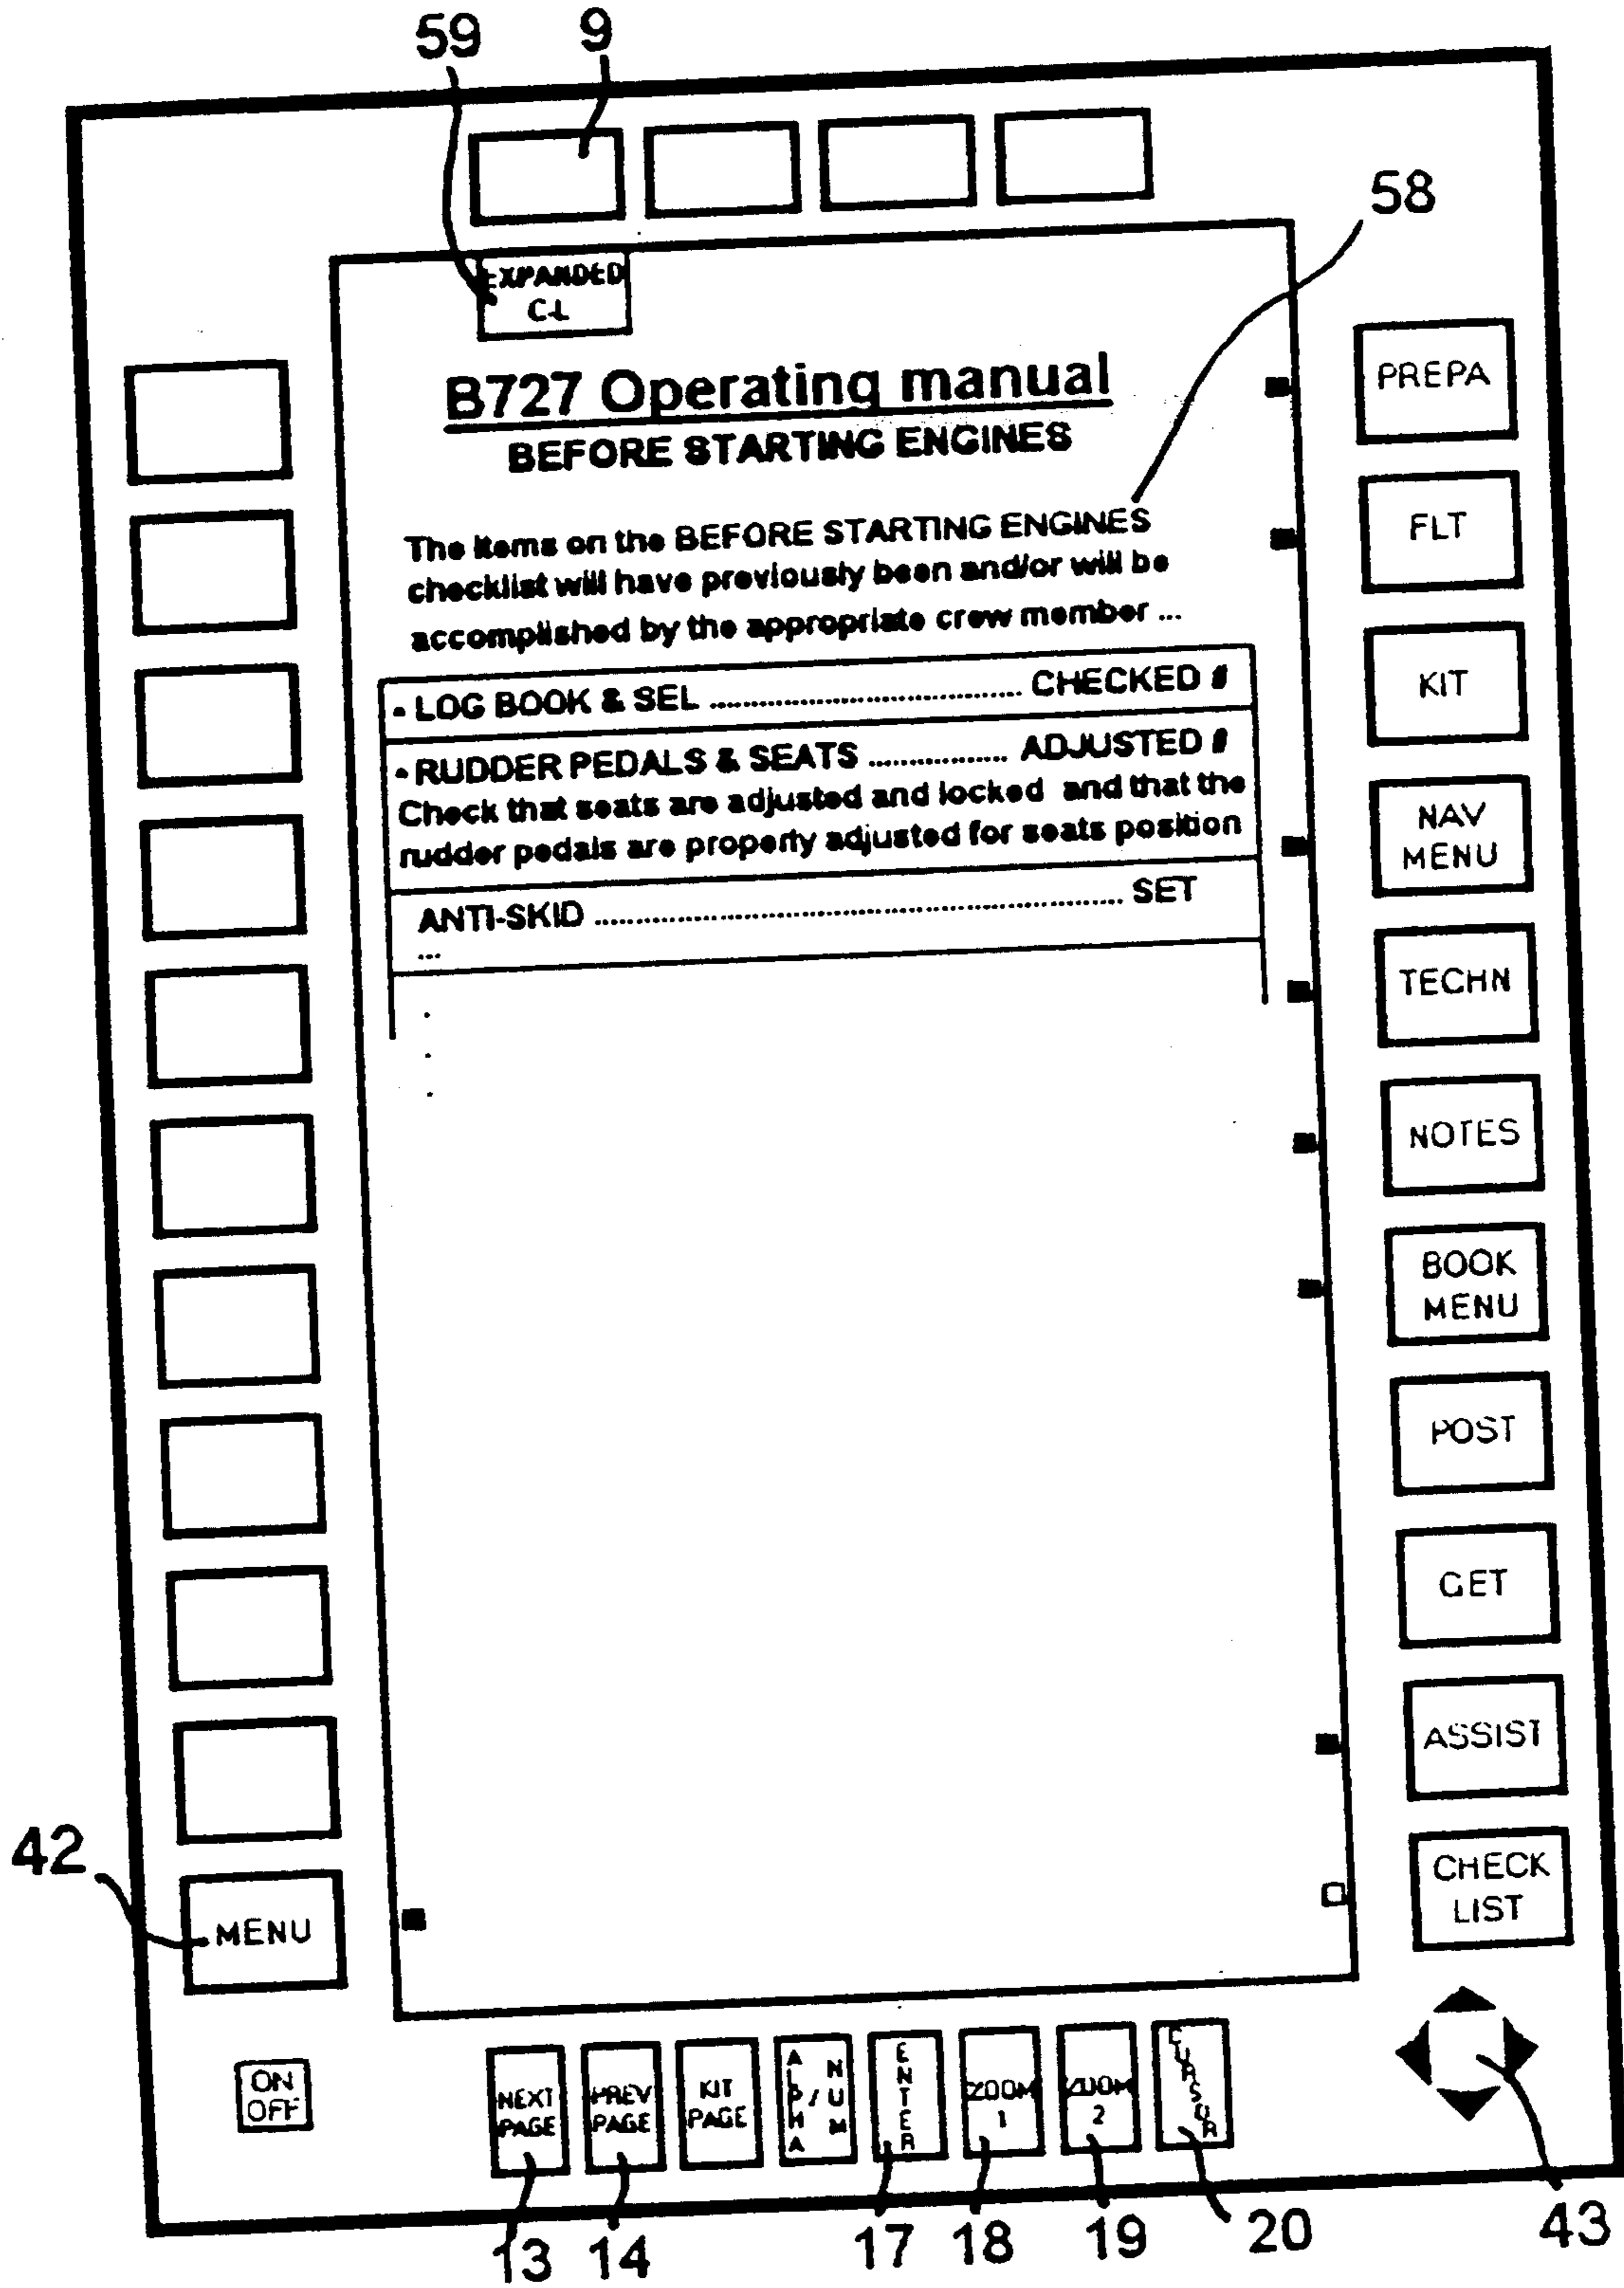 59
9
58
EXPANDED
C-L
B727 Operating manual
BEFORE STARTING ENGINES
The items on the BEFORE STARTING ENGINES
checklist will have previously been and/or will be
accomplished by the appropriate crew member ...
- LOG BOOK & SEL ..................................... CHECKED #
- RUDDER PEDALS & SEATS ................ ADJUSTED #
Check that seats are adjusted and locked and that the
rudder pedals are properly adjusted for seats position
ANTI-SKID .............................................................. SET
...
.
.
.
PREPA
FLT
KIT
NAV
MENU
TECHN
NOTES
BOOK
MENU
POST
GET
ASSIST
CHECK
LIST
42
MENU
ON
OFF
NEXT
PAGE
PREV
PAGE
KIT
PAGE
ALPHA/NUM
ENTER
ZOOM
1
ZOOM
2
CURSOR
13
14
17
18
19
20
43